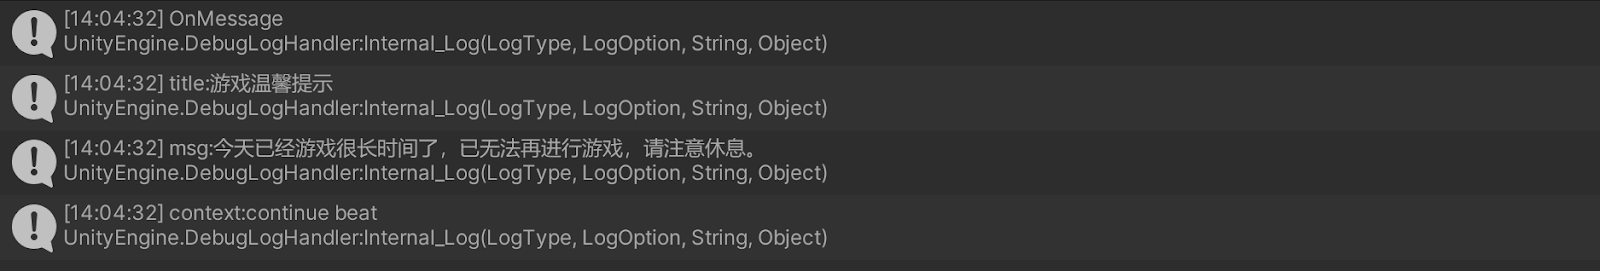 [14:04:32] OnMessage
UnityEngine.DebugLogHandler:Internal_Log(LogType, LogOption, String, Object)
[14:04:32] title:游戏温馨提示
UnityEngine.DebugLogHandler:Internal_Log(LogType, LogOption, String, Object)
[14:04:32] msg:今天已经游戏很长时间了，已无法再进行游戏，请注意休息。
UnityEngine.DebugLogHandler:Internal_Log(LogType, LogOption, String, Object)
[14:04:32] context:continue beat
UnityEngine.DebugLogHandler:Internal_Log(LogType, LogOption, String, Object)